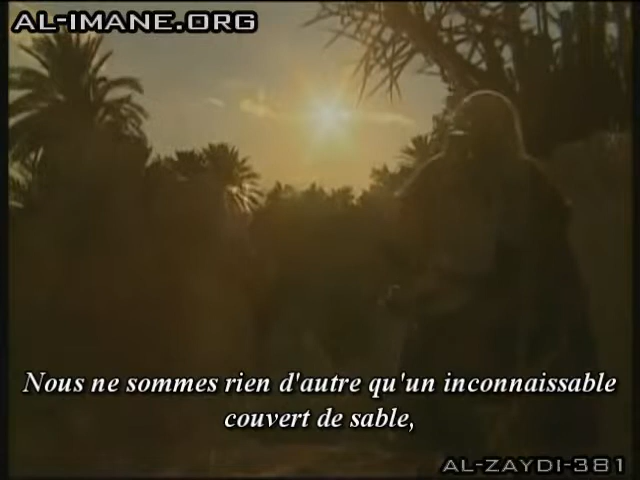 AL-IMANE.ORG
Nous ne sommes rien d'autre qu'un inconnaissable
couvert de sable,
AL-ZAYDI-381